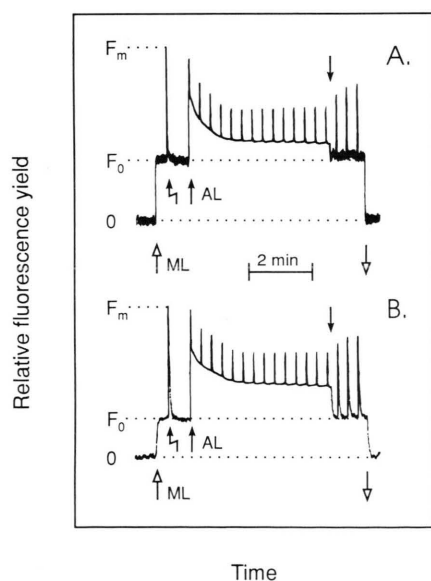 Relative fluorescence yield
A.
Fm
F0
AL
0
ML
2 min
B.
Fm
F0
AL
0
ML
Time